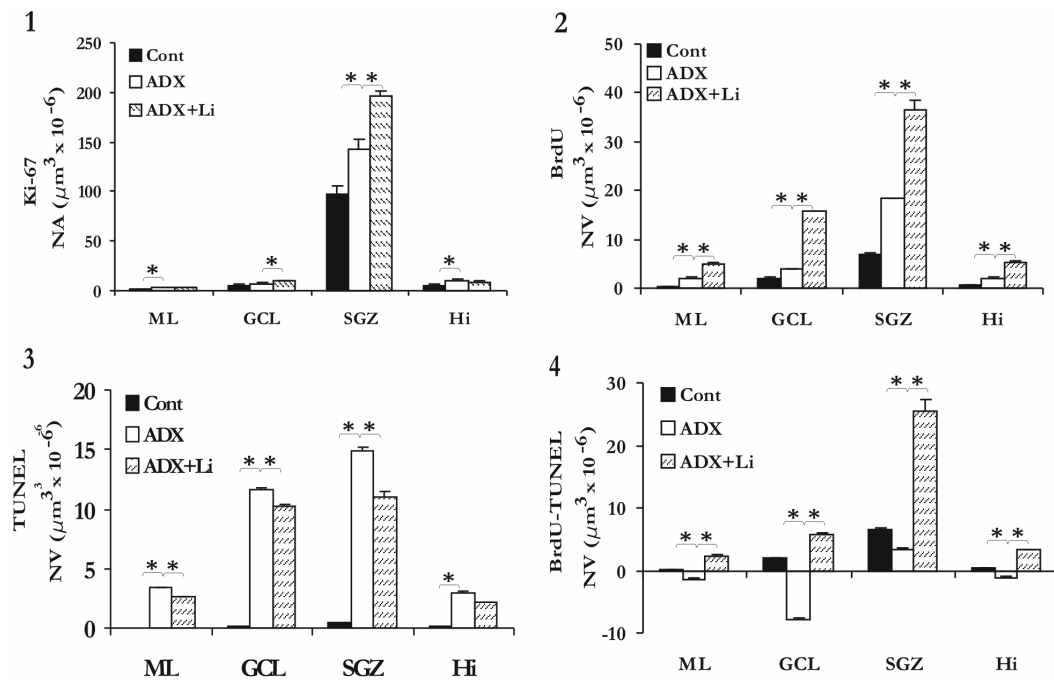 1
250
200
150
100
50
0
Ki-67
NA (μm³ x 10⁻⁶)
Cont
ADX
ADX+Li
* *
*
*
*
ML GCL SGZ Hi
2
50
40
30
20
10
0
BrdU
NV (μm³ x 10⁻⁶)
Cont
ADX
ADX+Li
* *
* *
* *
* *
ML GCL SGZ Hi
3
20
15
10
5
0
TUNEL
NV (μm³ x 10⁻⁶)
Cont
ADX
ADX+Li
* *
* *
* *
*
ML GCL SGZ Hi
4
30
20
10
0
-10
BrdU-TUNEL
NV (μm³ x 10⁻⁶)
Cont
ADX
ADX+Li
* *
* *
* *
* *
ML GCL SGZ Hi